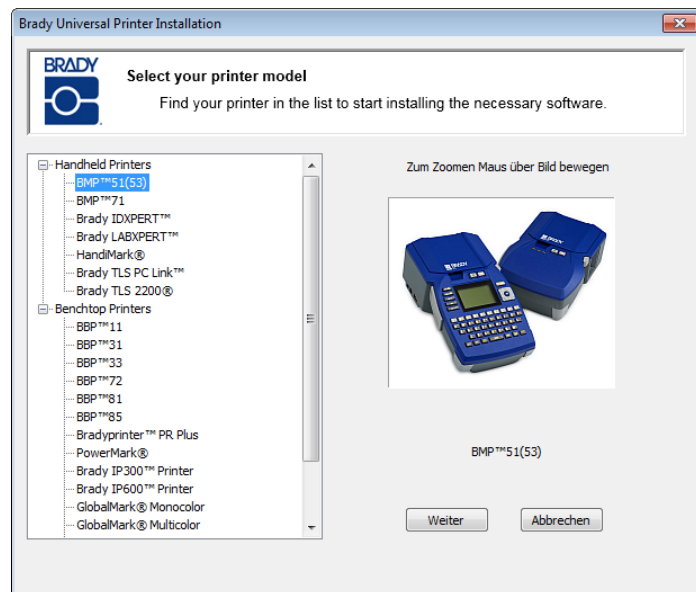 Brady Universal Printer Installation
BRADY
Select your printer model
Find your printer in the list to start installing the necessary software.
Handheld Printers
BMP™51(53)
BMP™71
Brady IDXPERT™
Brady LABXPERT™
HandiMark®
Brady TLS PC Link™
Brady TLS 2200®
Benchtop Printers
BBP™11
BBP™31
BBP™33
BBP™72
BBP™81
BBP™85
Bradyprinter™ PR Plus
PowerMark®
Brady IP300™ Printer
Brady IP600™ Printer
GlobalMark® Monocolor
GlobalMark® Multicolor
Zum Zoomen Maus über Bild bewegen
BRADY
BMP™51(53)
Weiter
Abbrechen